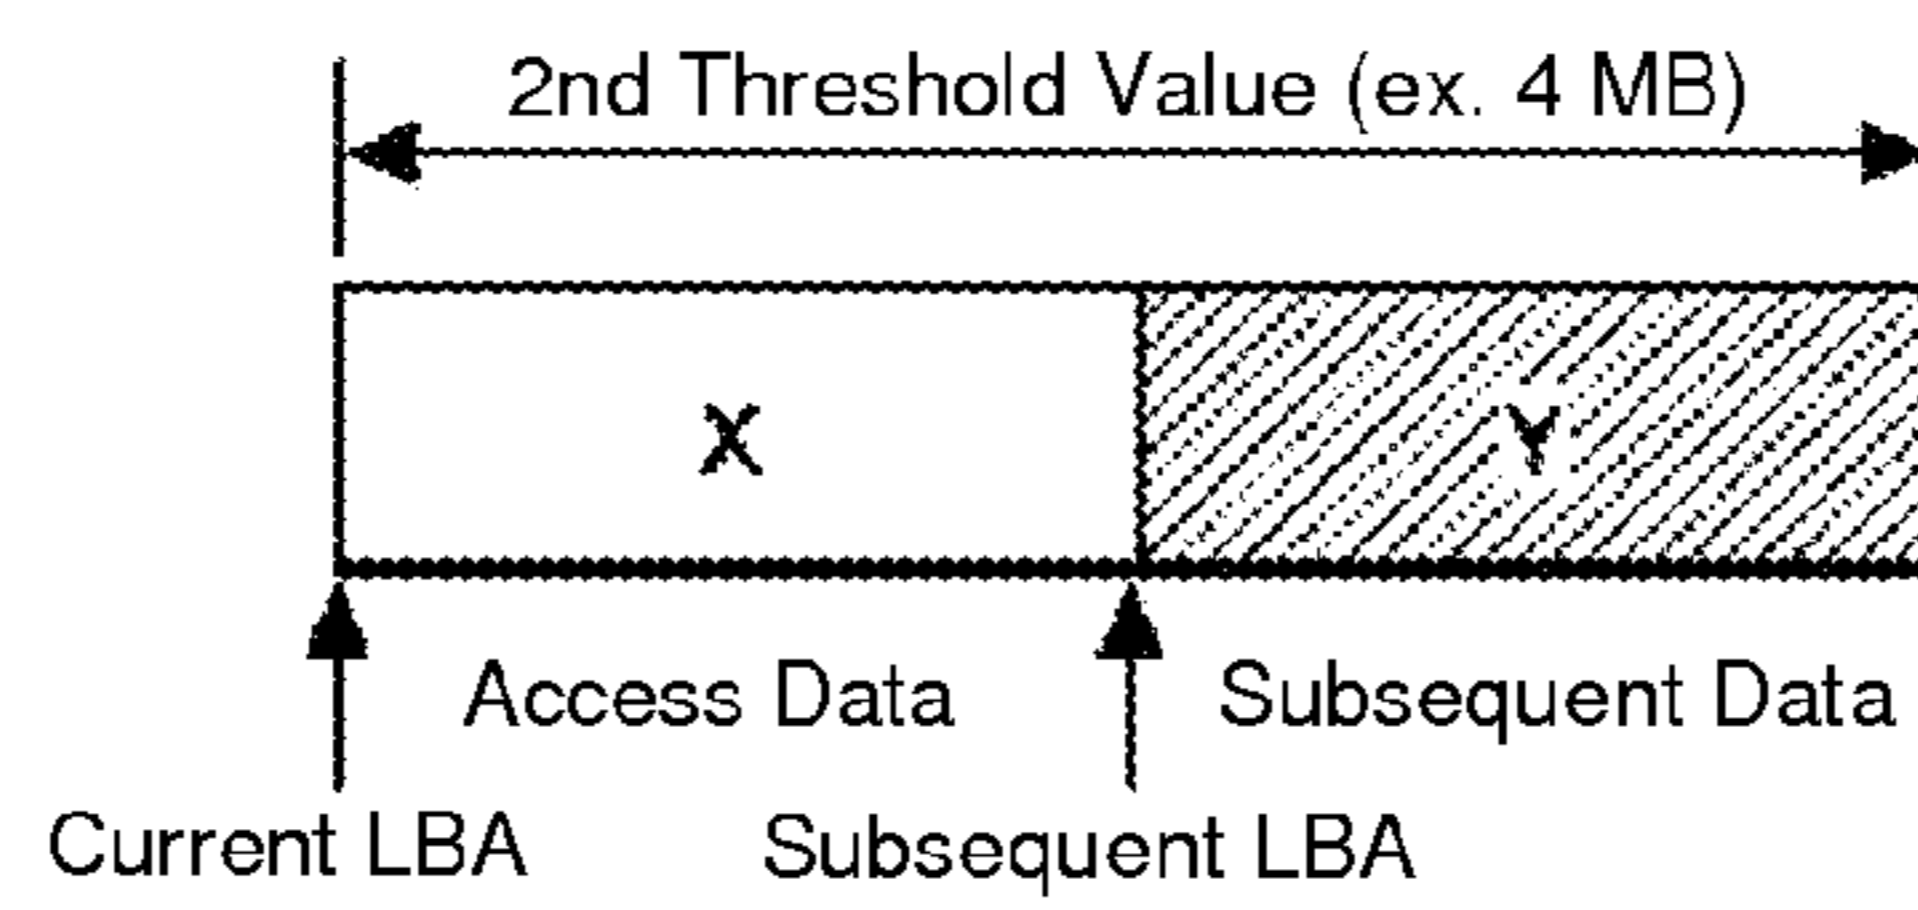 2nd Threshold Value (ex. 4 MB)
X
Y
Access Data
Subsequent Data
Current LBA
Subsequent LBA